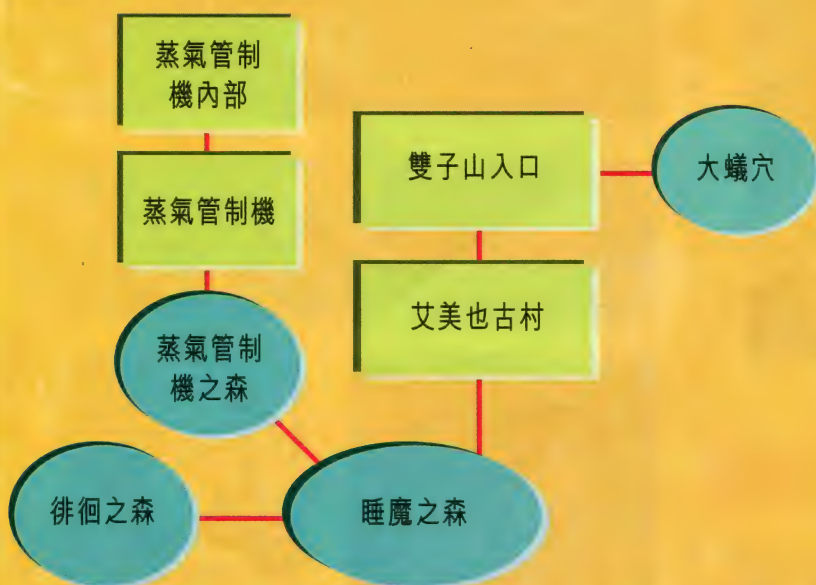 蒸氣管制
機內部
雙子山入口
大蟻穴
蒸氣管制機
艾美也古村
蒸氣管制
機之森
徘徊之森
睡魔之森